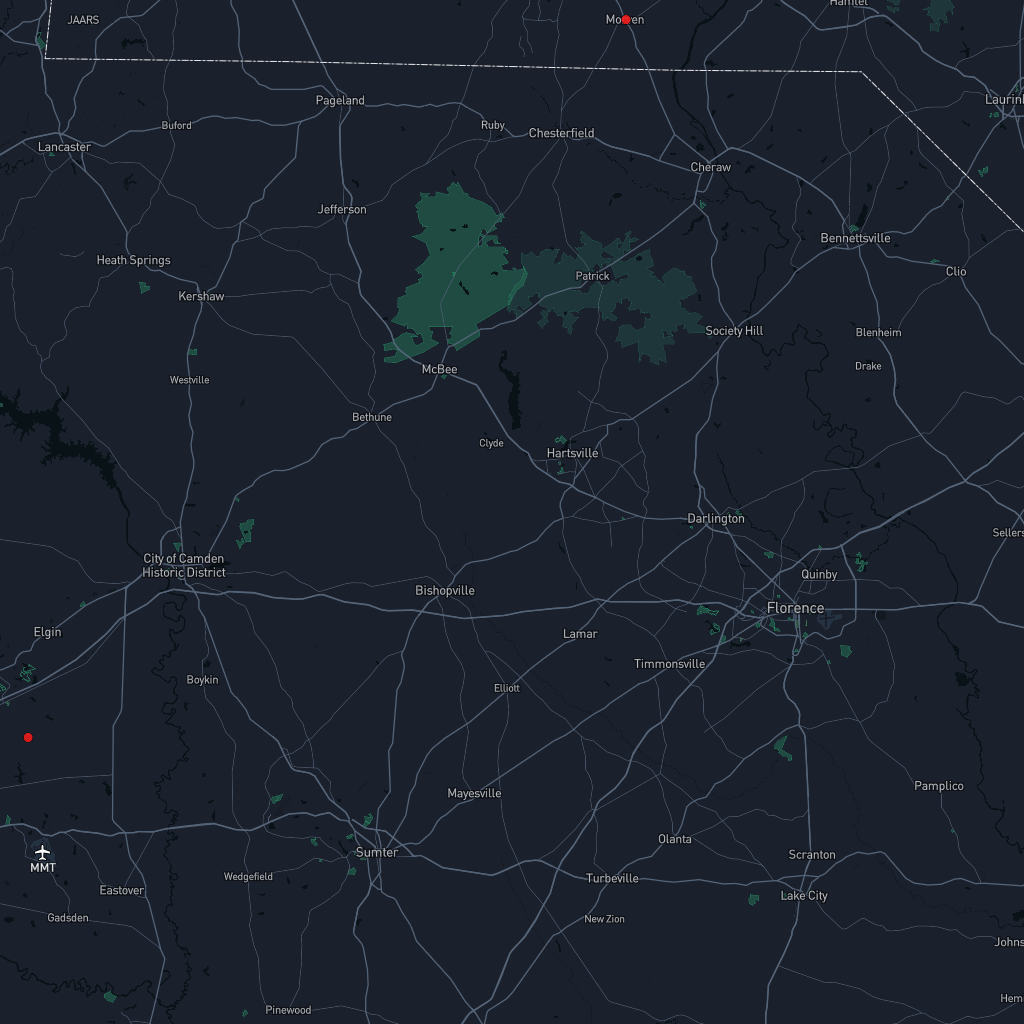 Hamlet
JAARS
Morven
Pageland
Laurin
Buford
Ruby
Chesterfield
Lancaster
Cheraw
Jefferson
Bennettsville
Heath Springs
Clio
Patrick
Kershaw
Society Hill
Blenheim
Drake
McBee
Westville
Bethune
Clyde
Hartsville
Darlington
Sellers
City of Camden
Historic District
Quinby
Bishopville
Florence
Elgin
Lamar
Timmonsville
Boykin
Elliott
Pamplico
Mayesville
Olanta
Sumter
Scranton
MMT
Wedgefield
Turbeville
Eastover
Lake City
Gadsden
New Zion
Johns
Hem
Pinewood